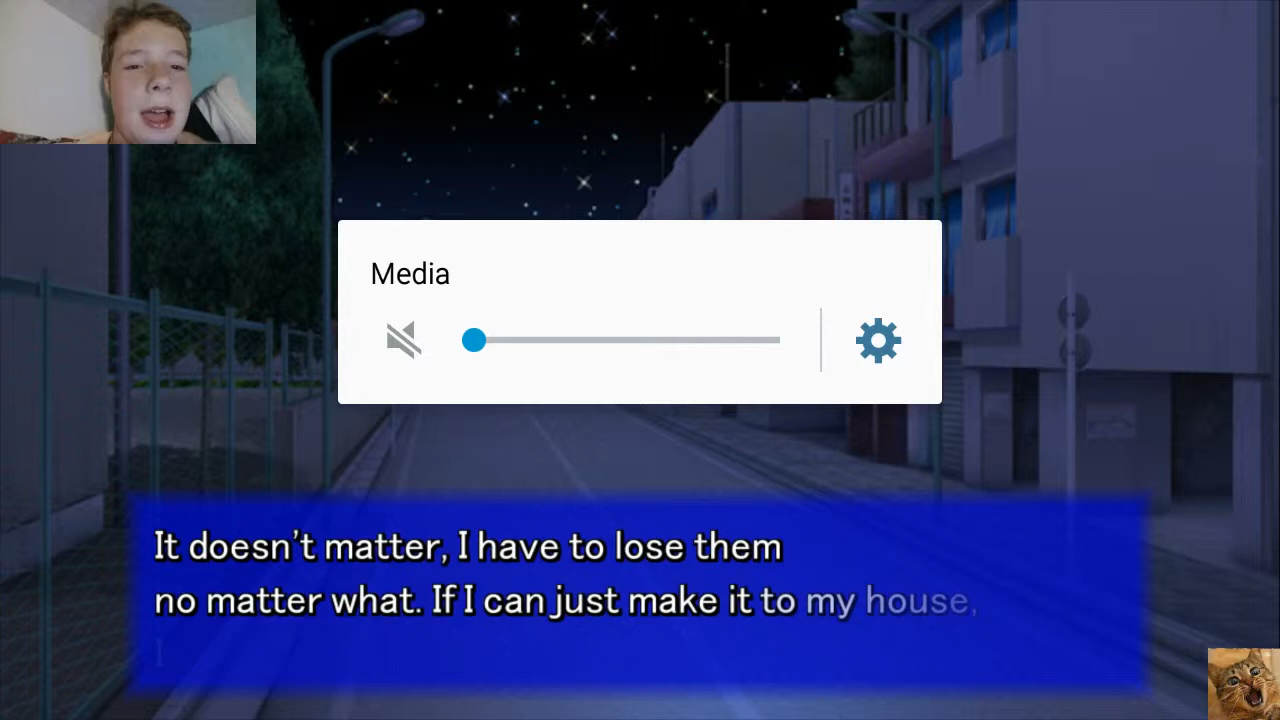 Media
It doesn't matter, I have to lose them
no matter what. If I can just make it to my house,
I